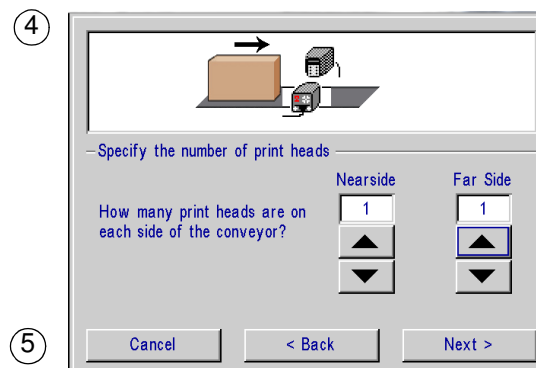 4
Specify the number of print heads
Nearside Far Side
How many print heads are on
each side of the conveyor?
1 1
5
Cancel < Back Next >